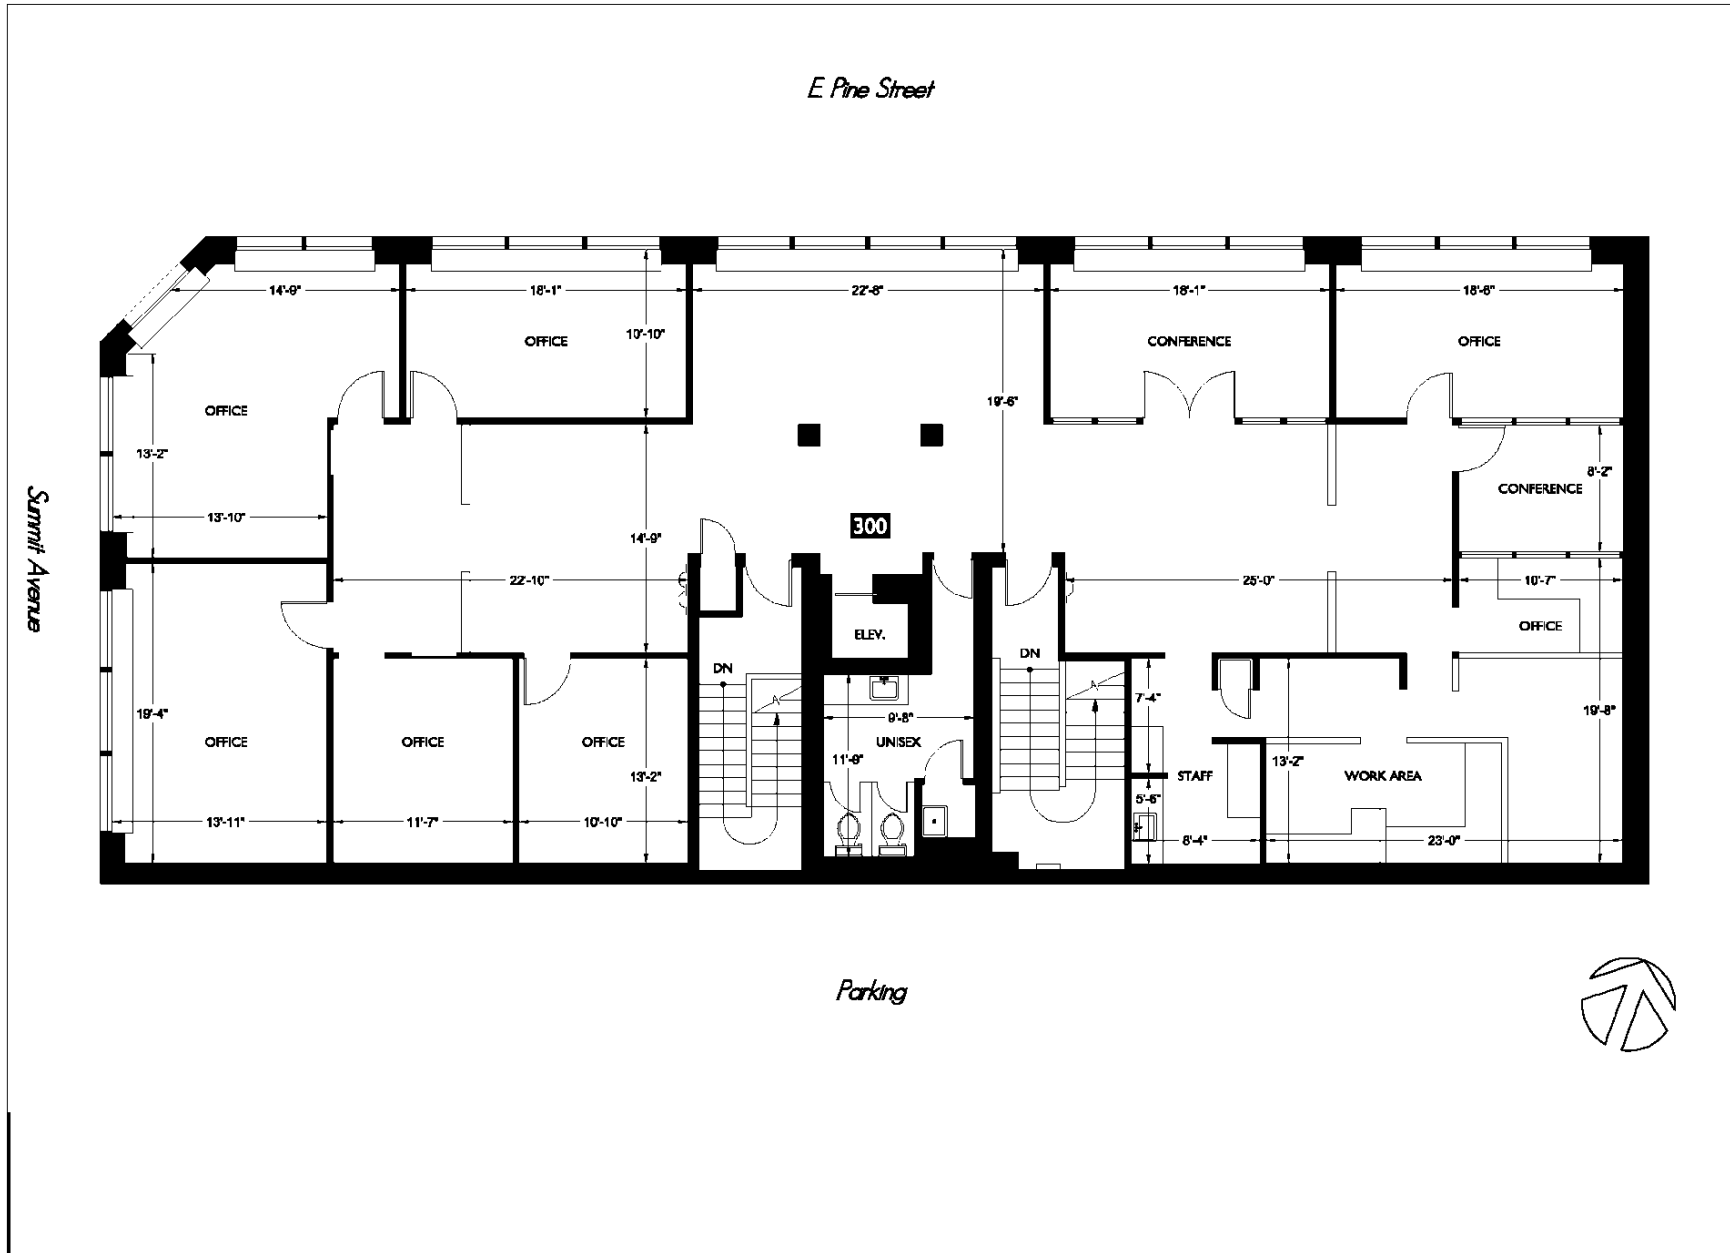 E Pine Street
14'-9"
18'-1"
22'-8"
18'-1"
18'-6"
10'-10"
OFFICE
CONFERENCE
OFFICE
19'-6"
OFFICE
13'-2"
8'-2"
CONFERENCE
Summit Avenue
13'-10"
300
14'-9"
22'-10"
25'-0"
10'-7"
ELEV.
OFFICE
DN
DN
7'-4"
19'-4"
9'-8"
19'-8"
OFFICE
OFFICE
OFFICE
UNISEX
11'-9"
13'-2"
13'-2"
STAFF
WORK AREA
5'-6"
13'-11"
11'-7"
10'-10"
8'-4"
23'-0"
Parking